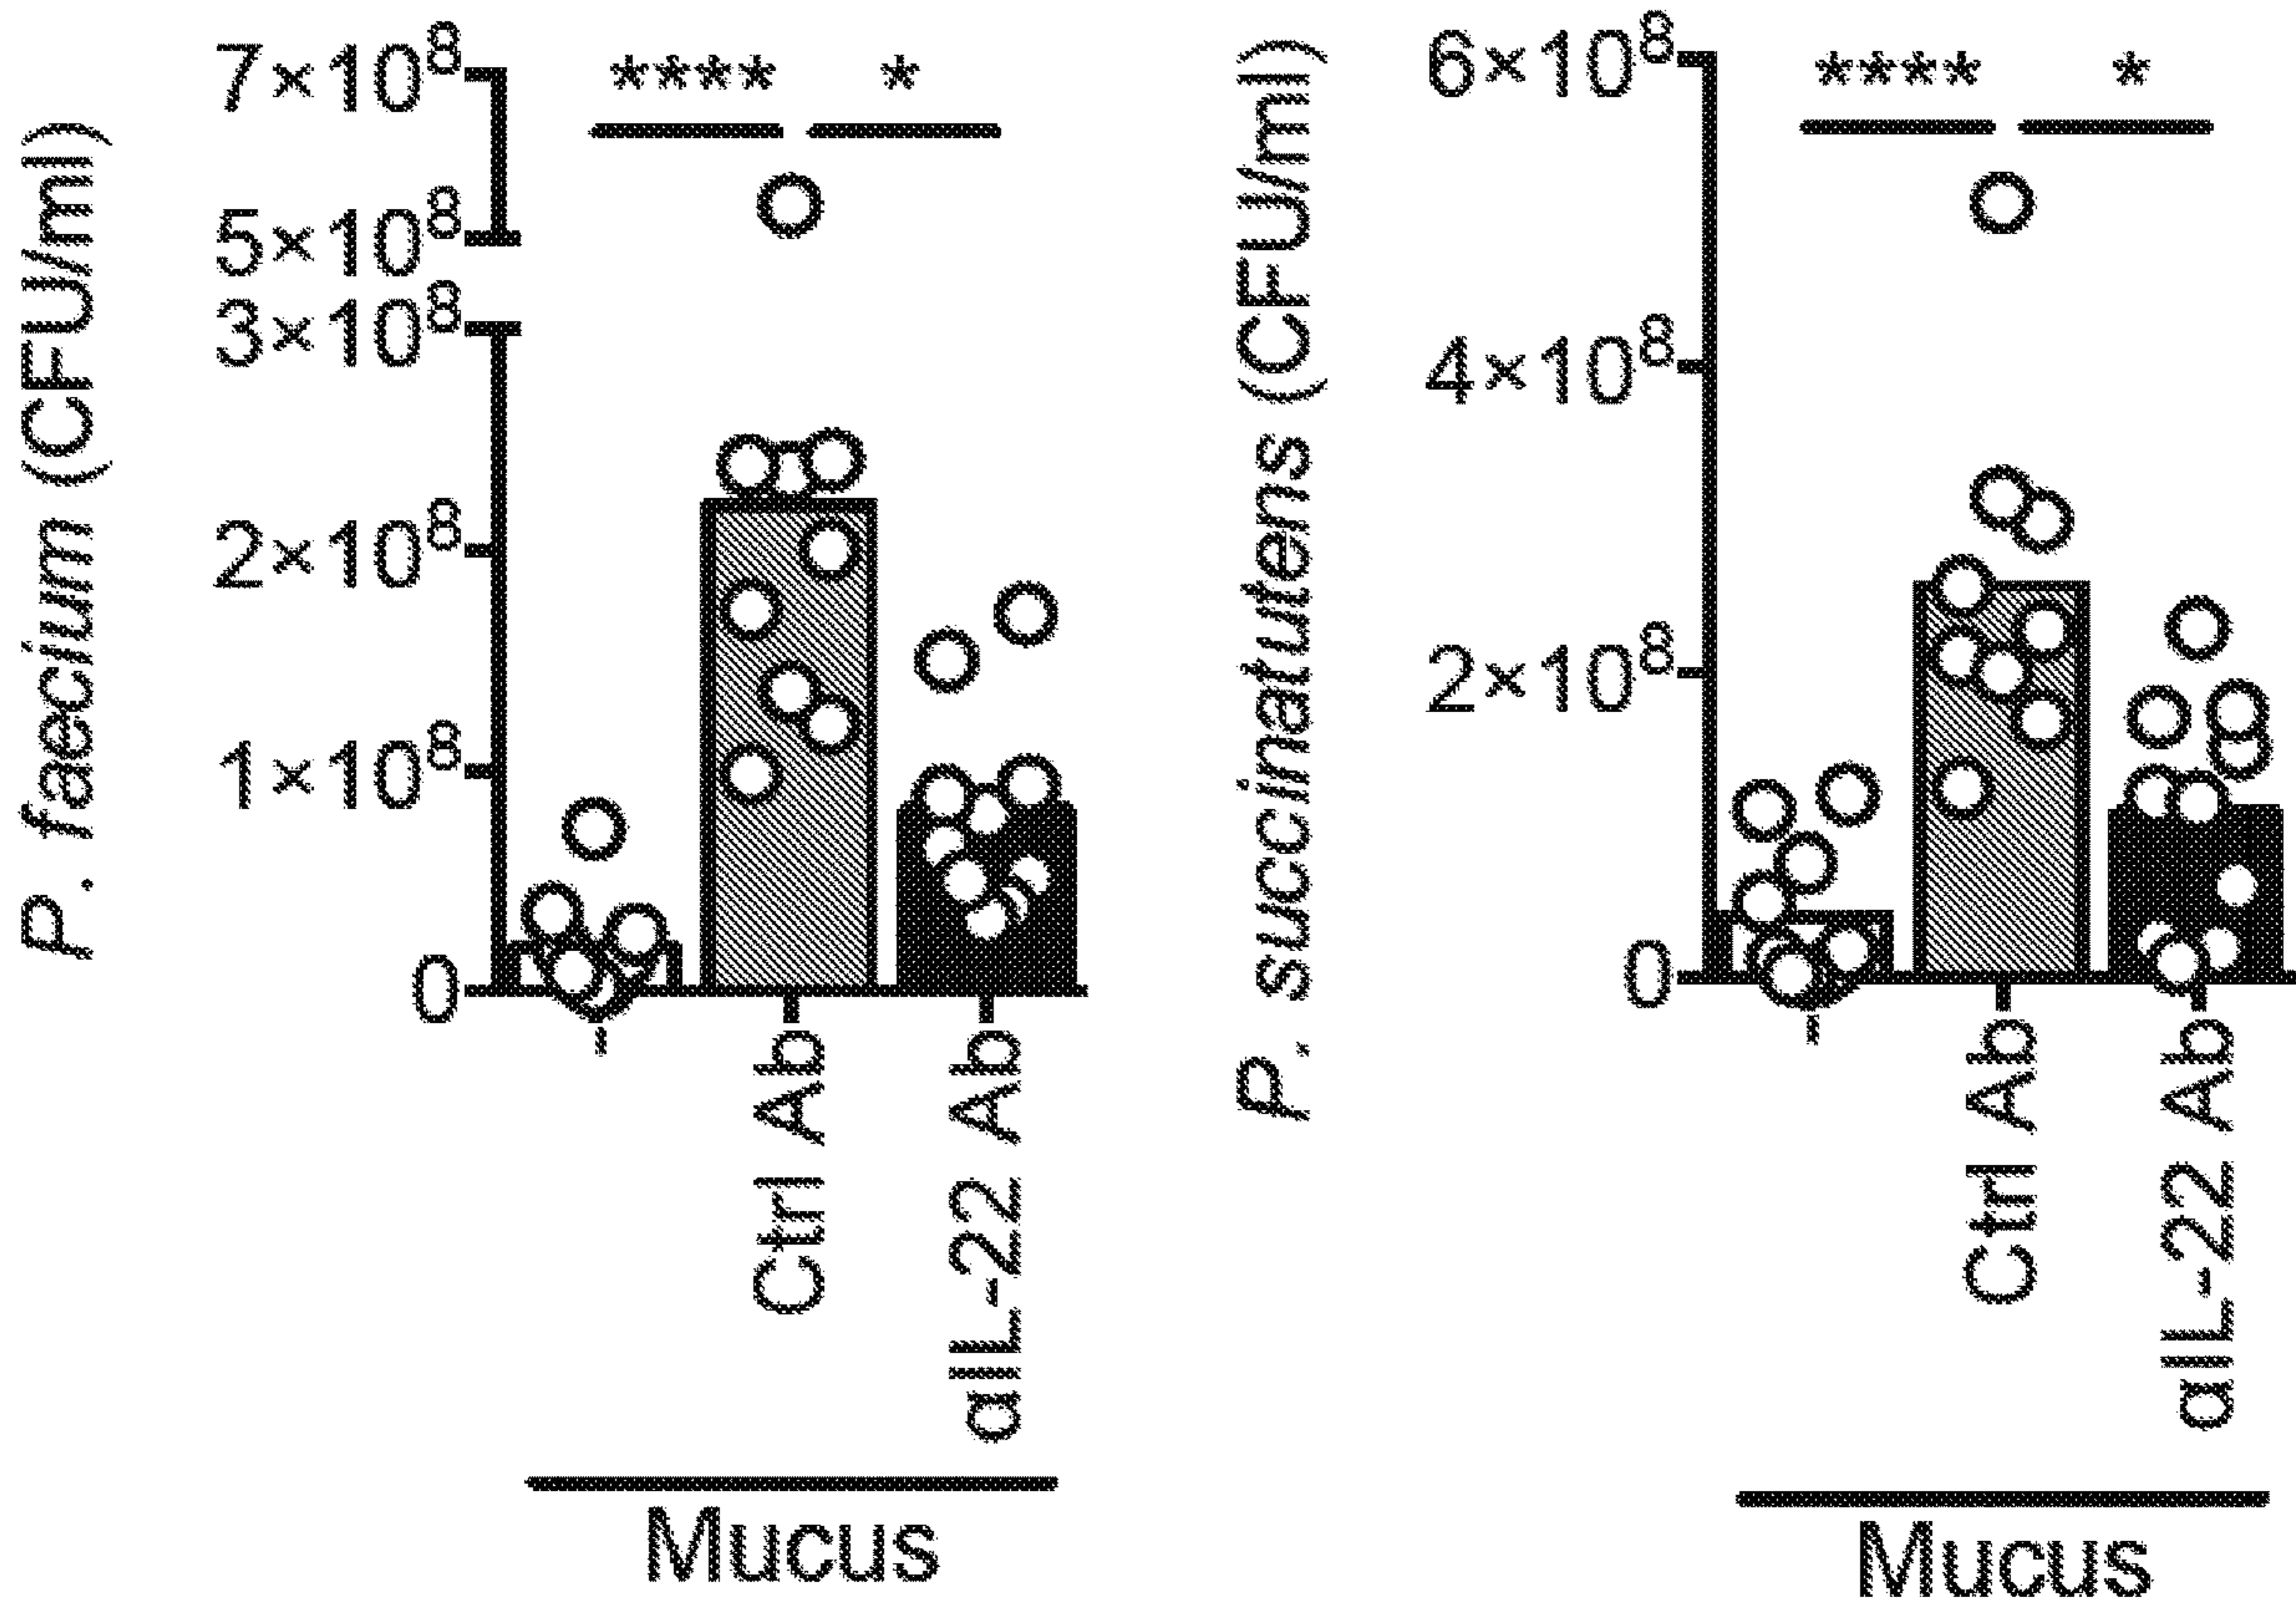 P. faecium (CFU/ml)
7×10⁸
5×10⁸
3×10⁸
2×10⁸
1×10⁸
0
**** *
-
Ctrl Ab
αIL-22 Ab
Mucus
P. succinatutens (CFU/ml)
6×10⁸
4×10⁸
2×10⁸
0
**** *
-
Ctrl Ab
αIL-22 Ab
Mucus